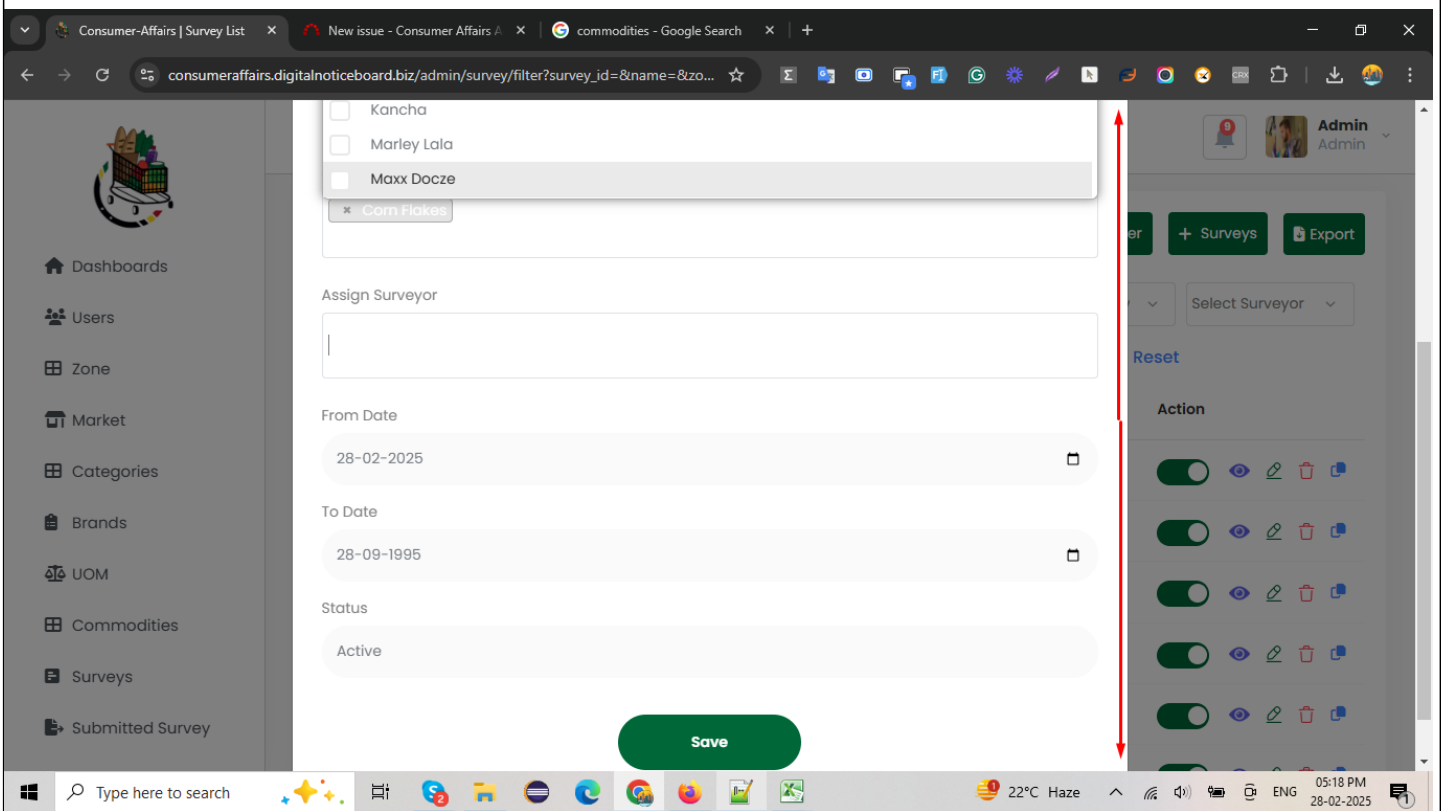 Consumer-Affairs | Survey List
New issue - Consumer Affairs A
commodities - Google Search
consumeraffairs.digitalnoticeboard.biz/admin/survey/filter?survey_id=&name=&zo...
Kancha
Marley Lala
Maxx Docze
Corn Flakes
9
Admin
Admin
er
+ Surveys
Export
Dashboards
Users
Zone
Market
Categories
Brands
UOM
Commodities
Surveys
Submitted Survey
Assign Surveyor
Select Surveyor
Reset
Action
From Date
28-02-2025
To Date
28-09-1995
Status
Active
Save
Type here to search
22°C Haze
ENG
05:18 PM
28-02-2025